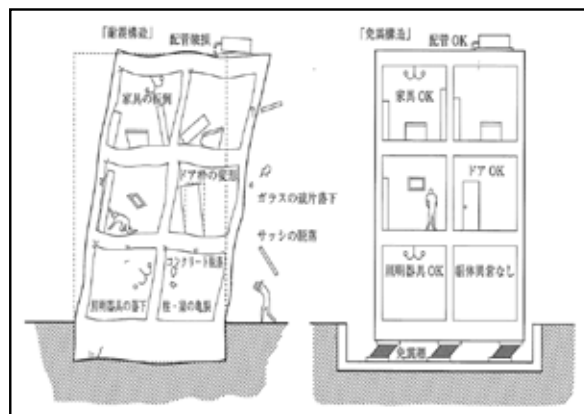 「耐震構造」
配管破損
家具の転倒
ドア枠の変形
ガラスの破片落下
サッシの脱落
コンクリート脱落
照明器具の落下
柱・梁の亀裂
「免震構造」
配管OK
家具OK
ドアOK
照明器具OK
躯体異常なし
免震層